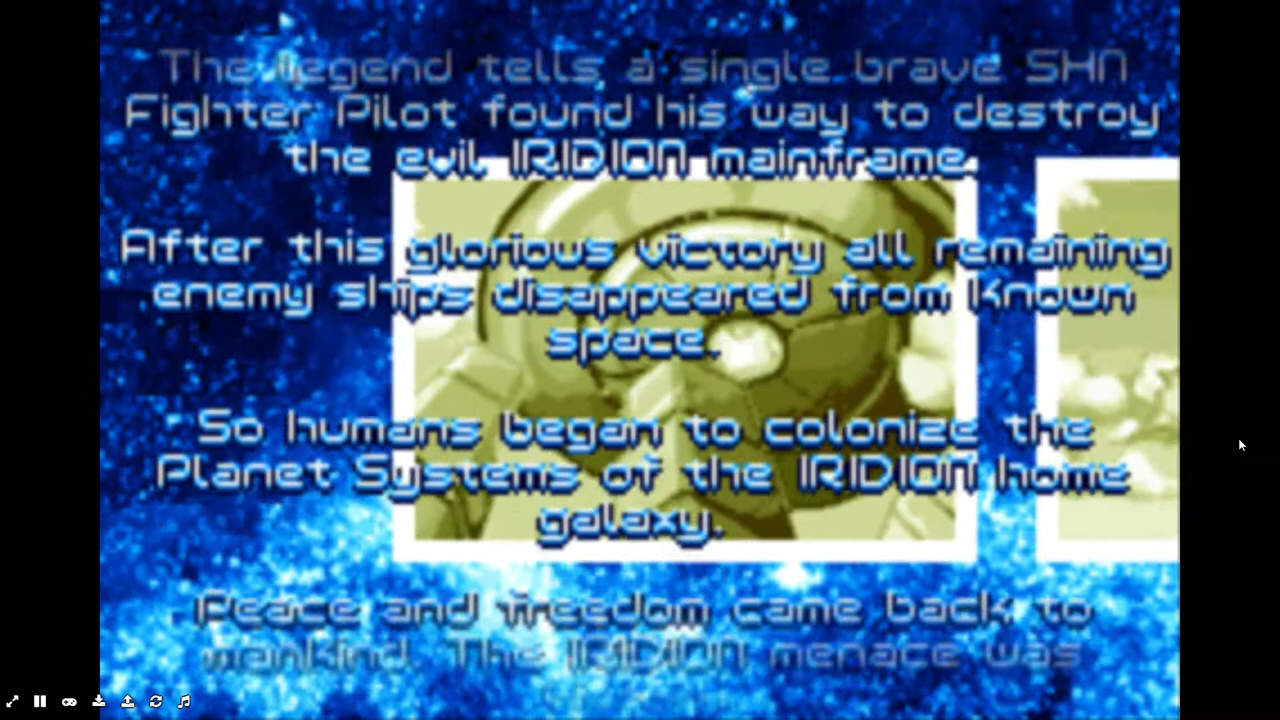 The legend tells a single brave SHN
Fighter Pilot found his way to destroy
the evil IRIDION mainframe.
After this glorious victory all remaining
enemy ships disappeared from known
space.
So humans began to colonize the
Planet Systems of the IRIDION home
galaxy.
Peace and freedom came back to
mankind. The IRIDION menace was